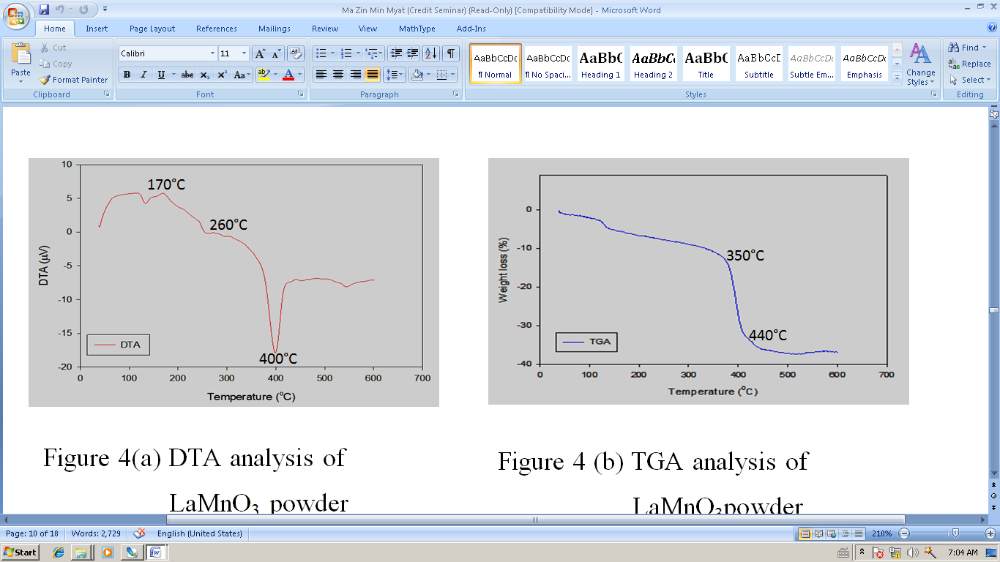 Ma Zin Min Myat (Credit Seminar) (Read-Only) [Compatibility Mode] - Microsoft Word
Home Insert Page Layout References Mailings Review View MathType Add-Ins
Paste
Cut
Copy
Format Painter
Clipboard
Calibri 11
B I U abc x₂ x² Aa ab A
Font
Paragraph
AaBbCcDc AaBbCcDc AaBbC AaBbC AaBbC AaBbCcI AaBbCcDc AaBbCcDc
¶ Normal ¶ No Spaci... Heading 1 Heading 2 Title Subtitle Subtle Em... Emphasis
Styles
Change Styles
Find
Replace
Select
Editing
10
5
0
-5
-10
-15
-20
DTA (μV)
170°C
260°C
400°C
DTA
0 100 200 300 400 500 600 700
Temperature (°C)
0
-10
-20
-30
-40
Weight loss (%)
350°C
440°C
TGA
0 100 200 300 400 500 600 700
Temperature (°C)
Figure 4(a) DTA analysis of
LaMnO₃ powder
Figure 4 (b) TGA analysis of
LaMnO₃powder
Page: 10 of 18 Words: 2,729 English (United States) 210%
Start 7:04 AM